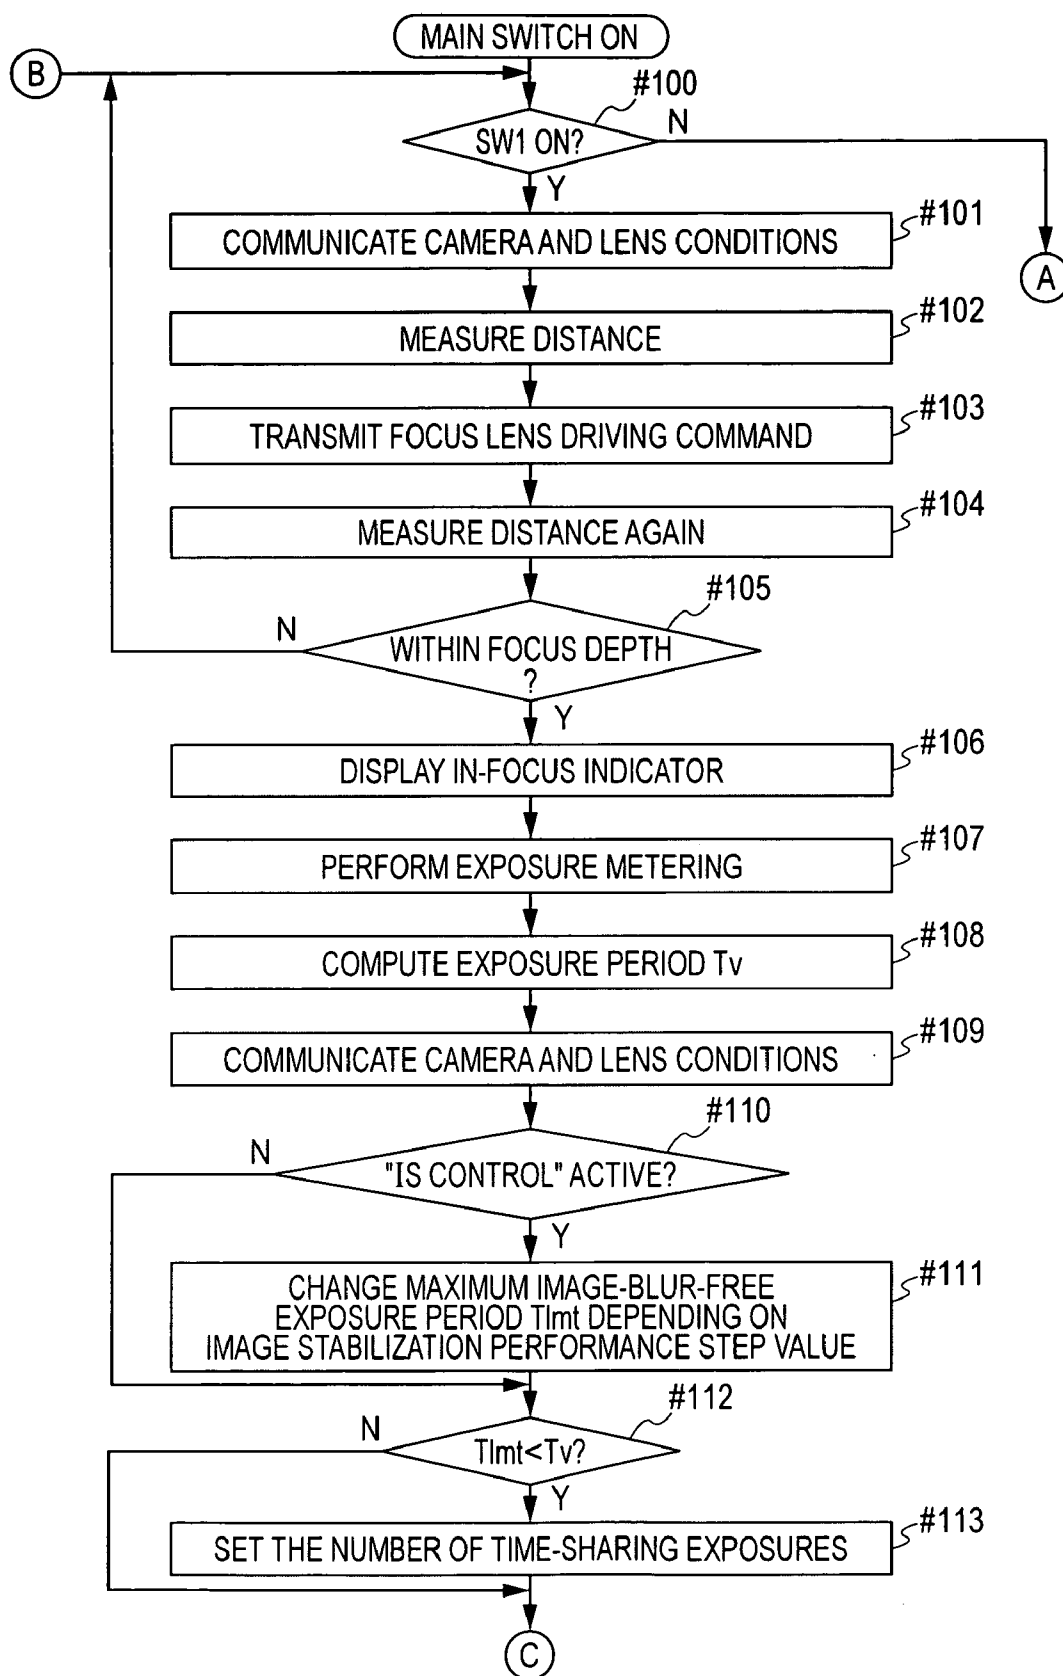 MAIN SWITCH ON
B
#100
SW1 ON?
N
Y
#101
COMMUNICATE CAMERA AND LENS CONDITIONS
A
#102
MEASURE DISTANCE
#103
TRANSMIT FOCUS LENS DRIVING COMMAND
#104
MEASURE DISTANCE AGAIN
#105
N
WITHIN FOCUS DEPTH
?
Y
#106
DISPLAY IN-FOCUS INDICATOR
#107
PERFORM EXPOSURE METERING
#108
COMPUTE EXPOSURE PERIOD Tv
#109
COMMUNICATE CAMERA AND LENS CONDITIONS
#110
N
"IS CONTROL" ACTIVE?
Y
#111
CHANGE MAXIMUM IMAGE-BLUR-FREE
EXPOSURE PERIOD Tlmt DEPENDING ON
IMAGE STABILIZATION PERFORMANCE STEP VALUE
#112
N
Tlmt<Tv?
Y
#113
SET THE NUMBER OF TIME-SHARING EXPOSURES
C